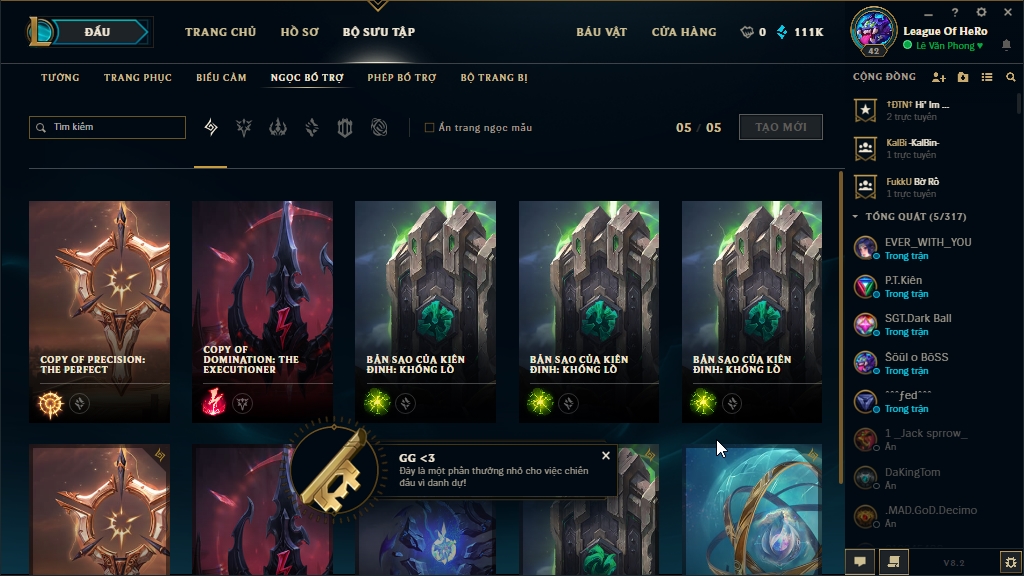 ĐẤU
TRANG CHỦ
HỒ SƠ
BỘ SƯU TẬP
BÁU VẬT
CỬA HÀNG
0
111K
42
League Of HeRo
Lê Văn Phong ♥
TƯỚNG
TRANG PHỤC
BIỂU CẢM
NGỌC BỔ TRỢ
PHÉP BỔ TRỢ
BỘ TRANG BỊ
CỘNG ĐỒNG
Tìm kiếm
Ẩn trang ngọc mẫu
05 / 05
TẠO MỚI
†ĐTN† Hi' Im ...
2 trực tuyến
KalBi -KalBin-
1 trực tuyến
FukkU Bờ Rồ
1 trực tuyến
TỔNG QUÁT (5/317)
EVER_WITH_YOU
Trong trận
P.T.Kiên
Trong trận
SGT.Dark Ball
Trong trận
Šôül o BôSS
Trong trận
^^^ƒed^^^
Trong trận
1 _Jack sprrow_
Ẩn
DaKingTom
Ẩn
.MAD.GoD.Decimo
Ẩn
COPY OF PRECISION:
THE PERFECT
COPY OF
DOMINATION: THE
EXECUTIONER
BẢN SAO CỦA KIÊN
ĐỊNH: KHỔNG LỒ
BẢN SAO CỦA KIÊN
ĐỊNH: KHỔNG LỒ
BẢN SAO CỦA KIÊN
ĐỊNH: KHỔNG LỒ
GG <3
Đây là một phần thưởng nhỏ cho việc chiến
đấu vì danh dự!
V8.2